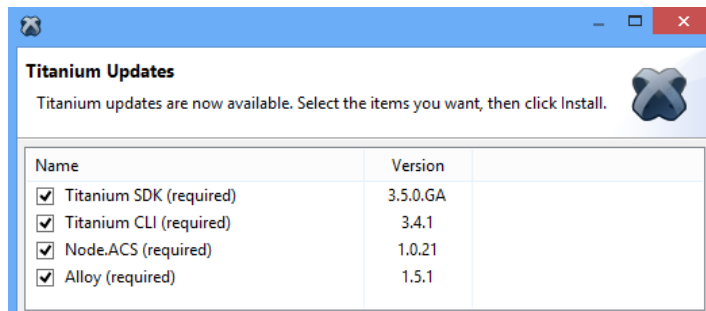 Titanium Updates
Titanium updates are now available. Select the items you want, then click Install.
Name Version
Titanium SDK (required) 3.5.0.GA
Titanium CLI (required) 3.4.1
Node.ACS (required) 1.0.21
Alloy (required) 1.5.1